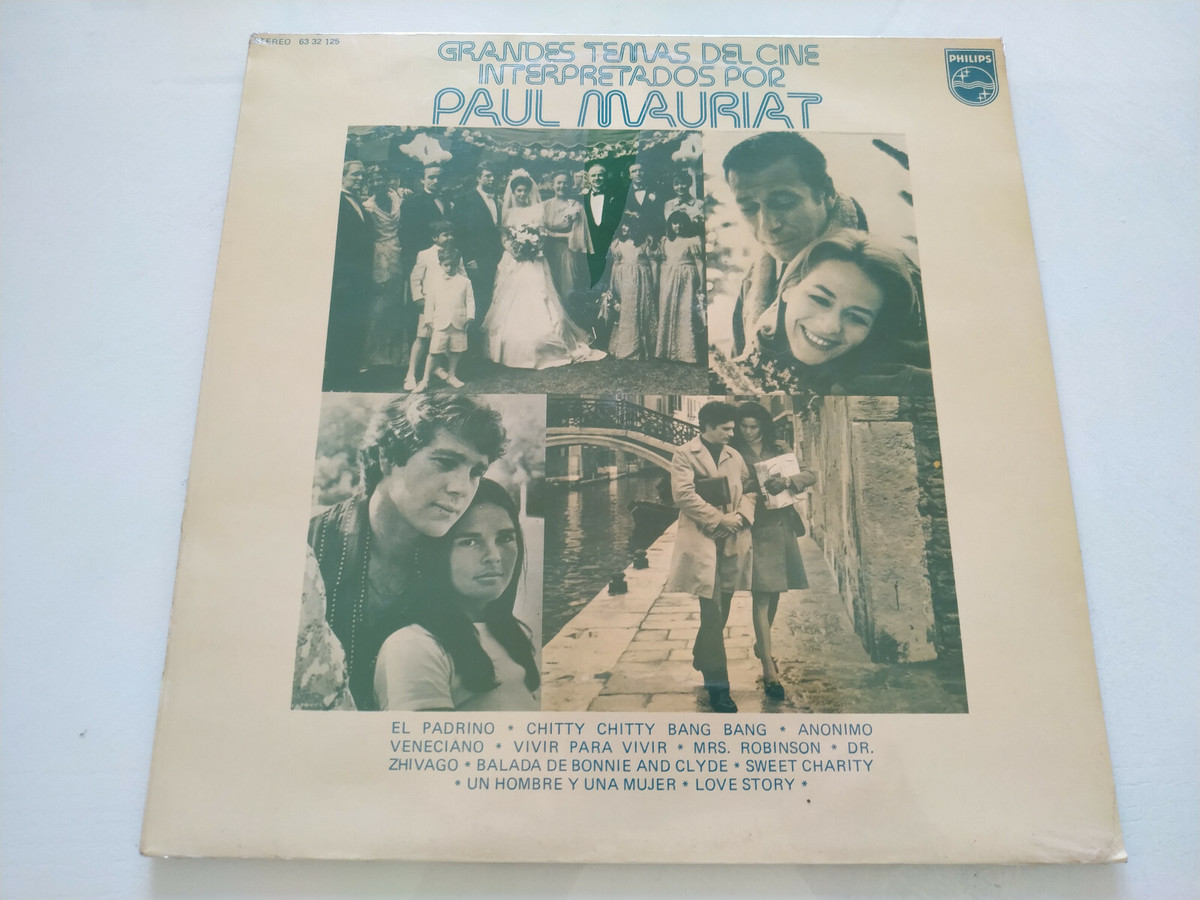 STEREO 63 32 125
GRANDES TEMAS DEL CINE
INTERPRETADOS POR
PAUL MAURIAT
PHILIPS
EL PADRINO * CHITTY CHITTY BANG BANG * ANONIMO
VENECIANO * VIVIR PARA VIVIR * MRS. ROBINSON * DR.
ZHIVAGO * BALADA DE BONNIE AND CLYDE * SWEET CHARITY
* UN HOMBRE Y UNA MUJER * LOVE STORY *